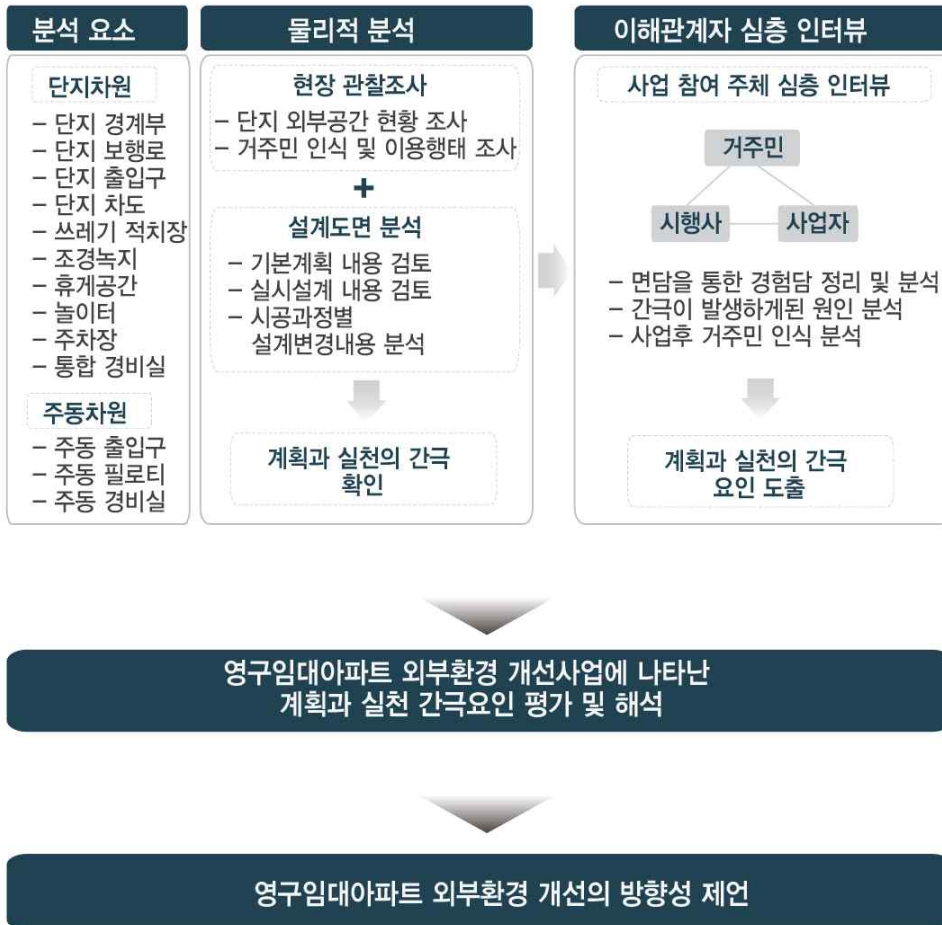 분석 요소
단지차원
– 단지 경계부
– 단지 보행로
– 단지 출입구
– 단지 차도
– 쓰레기 적치장
– 조경녹지
– 휴게공간
– 놀이터
– 주차장
– 통합 경비실
주동차원
– 주동 출입구
– 주동 필로티
– 주동 경비실
물리적 분석
현장 관찰조사
– 단지 외부공간 현황 조사
– 거주민 인식 및 이용행태 조사
+
설계도면 분석
– 기본계획 내용 검토
– 실시설계 내용 검토
– 시공과정별
설계변경내용 분석
계획과 실천의 간극
확인
이해관계자 심층 인터뷰
사업 참여 주체 심층 인터뷰
거주민
시행사 사업자
– 면담을 통한 경험담 정리 및 분석
– 간극이 발생하게된 원인 분석
– 사업후 거주민 인식 분석
계획과 실천의 간극
요인 도출
영구임대아파트 외부환경 개선사업에 나타난
계획과 실천 간극요인 평가 및 해석
영구임대아파트 외부환경 개선의 방향성 제언